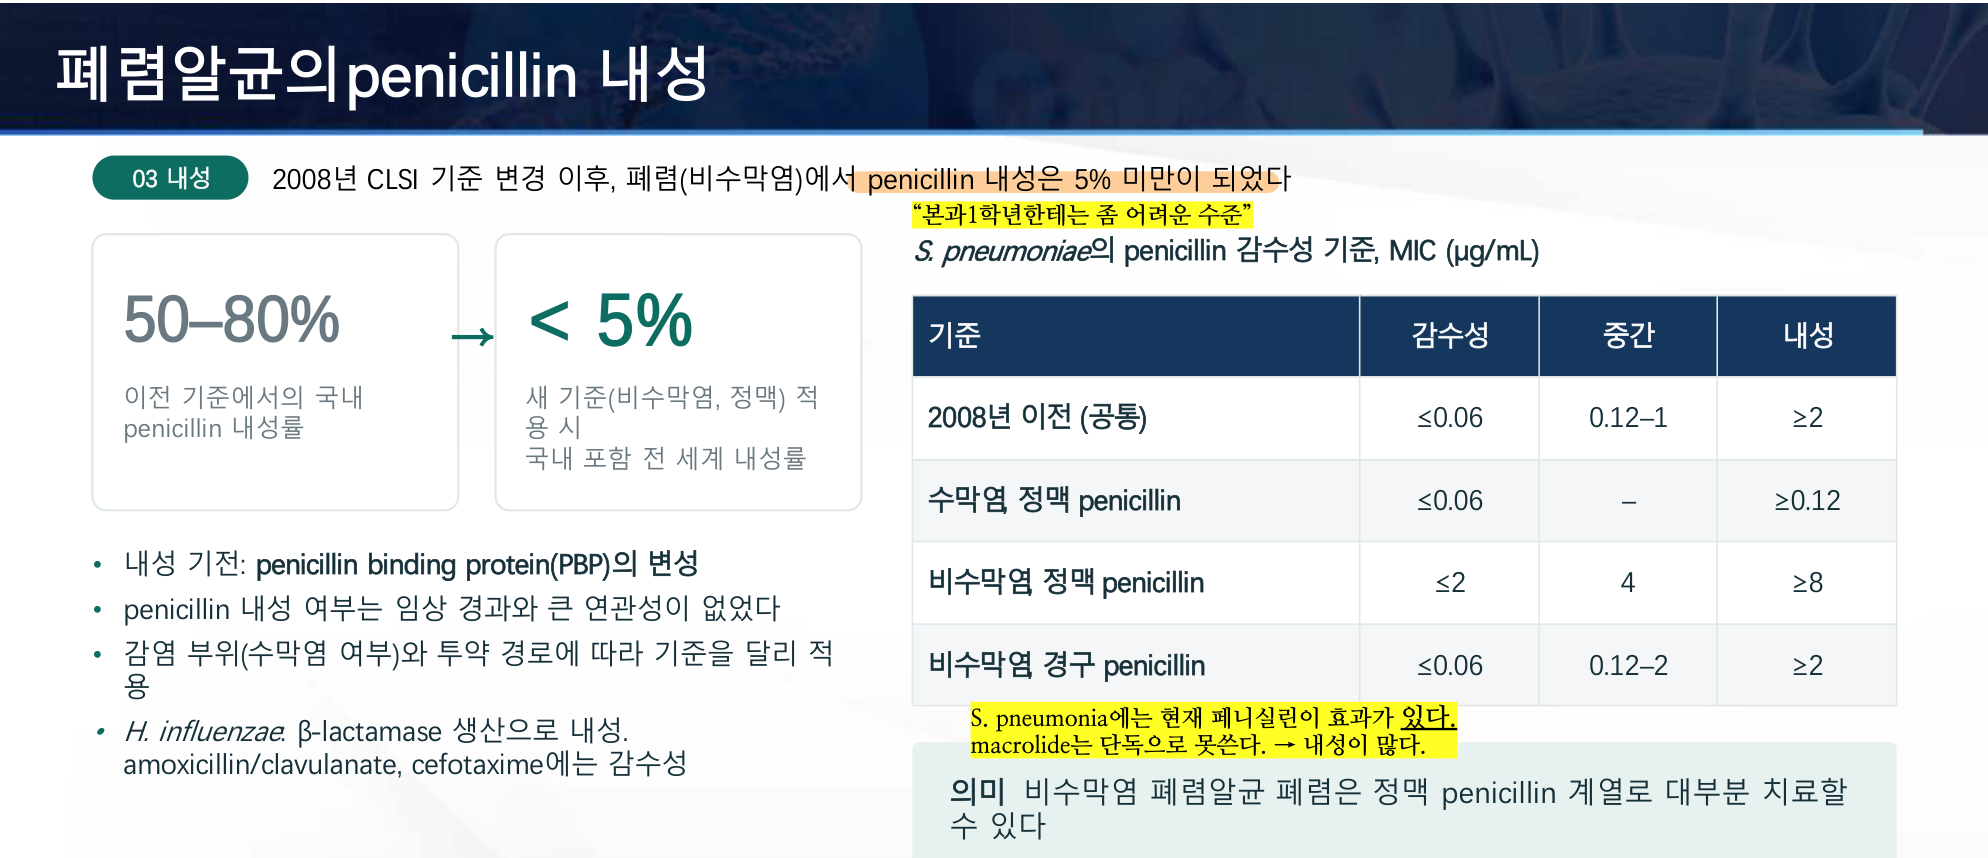 폐렴알균의penicillin 내성
03 내성
2008년 CLSI 기준 변경 이후, 폐렴(비수막염)에서 penicillin 내성은 5% 미만이 되었다
“본과1학년한테는 좀 어려운 수준”
50–80%
이전 기준에서의 국내
penicillin 내성률
→
< 5%
새 기준(비수막염, 정맥) 적
용 시
국내 포함 전 세계 내성률
• 내성 기전: penicillin binding protein(PBP)의 변성
• penicillin 내성 여부는 임상 경과와 큰 연관성이 없었다
• 감염 부위(수막염 여부)와 투약 경로에 따라 기준을 달리 적
용
• H. influenzae: β-lactamase 생산으로 내성.
amoxicillin/clavulanate, cefotaxime에는 감수성
S. pneumoniae의 penicillin 감수성 기준, MIC (μg/mL)
기준 감수성 중간 내성
2008년 이전 (공통) ≤0.06 0.12–1 ≥2
수막염, 정맥 penicillin ≤0.06 – ≥0.12
비수막염, 정맥 penicillin ≤2 4 ≥8
비수막염, 경구 penicillin ≤0.06 0.12–2 ≥2
S. pneumonia에는 현재 페니실린이 효과가 있다.
macrolide는 단독으로 못쓴다. → 내성이 많다.
의미 비수막염 폐렴알균 폐렴은 정맥 penicillin 계열로 대부분 치료할
수 있다